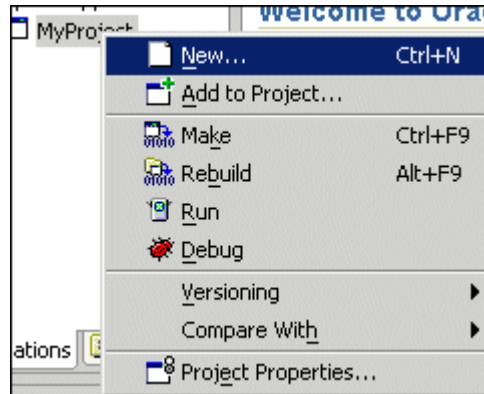 Welcome to Ora
MyProject
New... Ctrl+N
Add to Project...
Make Ctrl+F9
Rebuild Alt+F9
Run
Debug
Versioning
Compare With
ations
Project Properties...